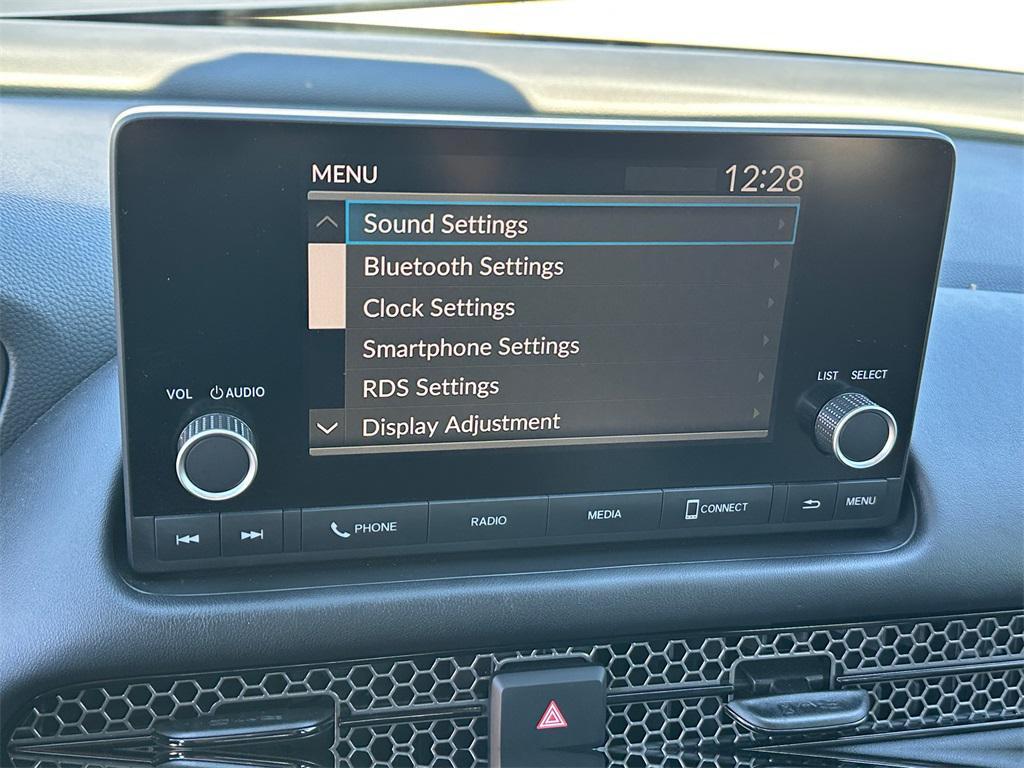 MENU
12:28
Sound Settings
Bluetooth Settings
Clock Settings
Smartphone Settings
RDS Settings
Display Adjustment
VOL AUDIO
LIST SELECT
PHONE RADIO MEDIA CONNECT MENU